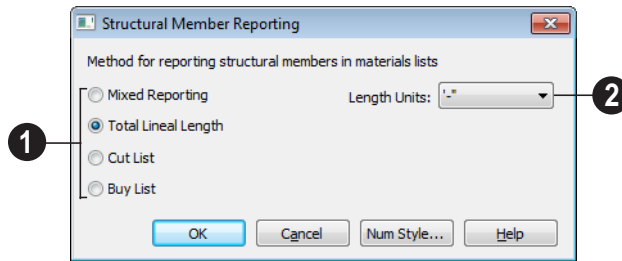 Structural Member Reporting
Method for reporting structural members in materials lists
Mixed Reporting
Length Units: '-"
Total Lineal Length
Cut List
Buy List
1
2
OK Cancel Num Style... Help